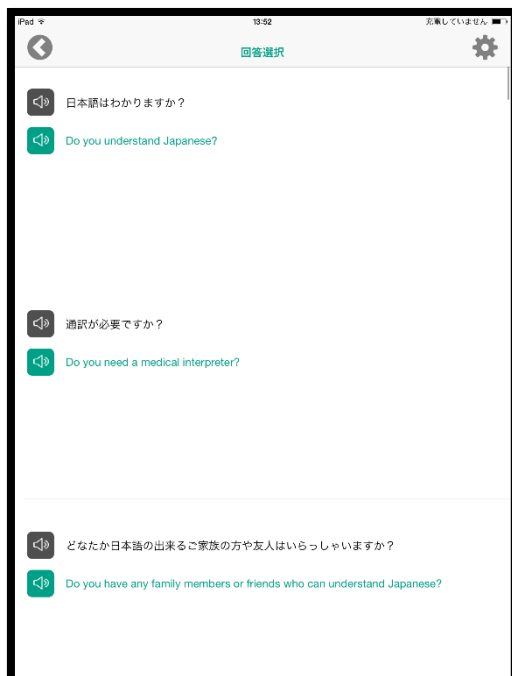 iPad 13:52 充電していません
回答選択
日本語はわかりますか？
Do you understand Japanese?
通訳が必要ですか？
Do you need a medical interpreter?
どなたか日本語の出来るご家族の方や友人はいらっしゃいますか？
Do you have any family members or friends who can understand Japanese?